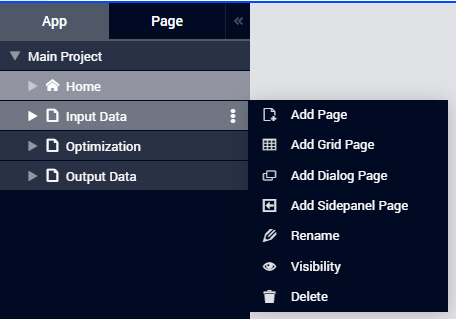 App Page «
Main Project
Home
Input Data
Optimization
Output Data
Add Page
Add Grid Page
Add Dialog Page
Add Sidepanel Page
Rename
Visibility
Delete